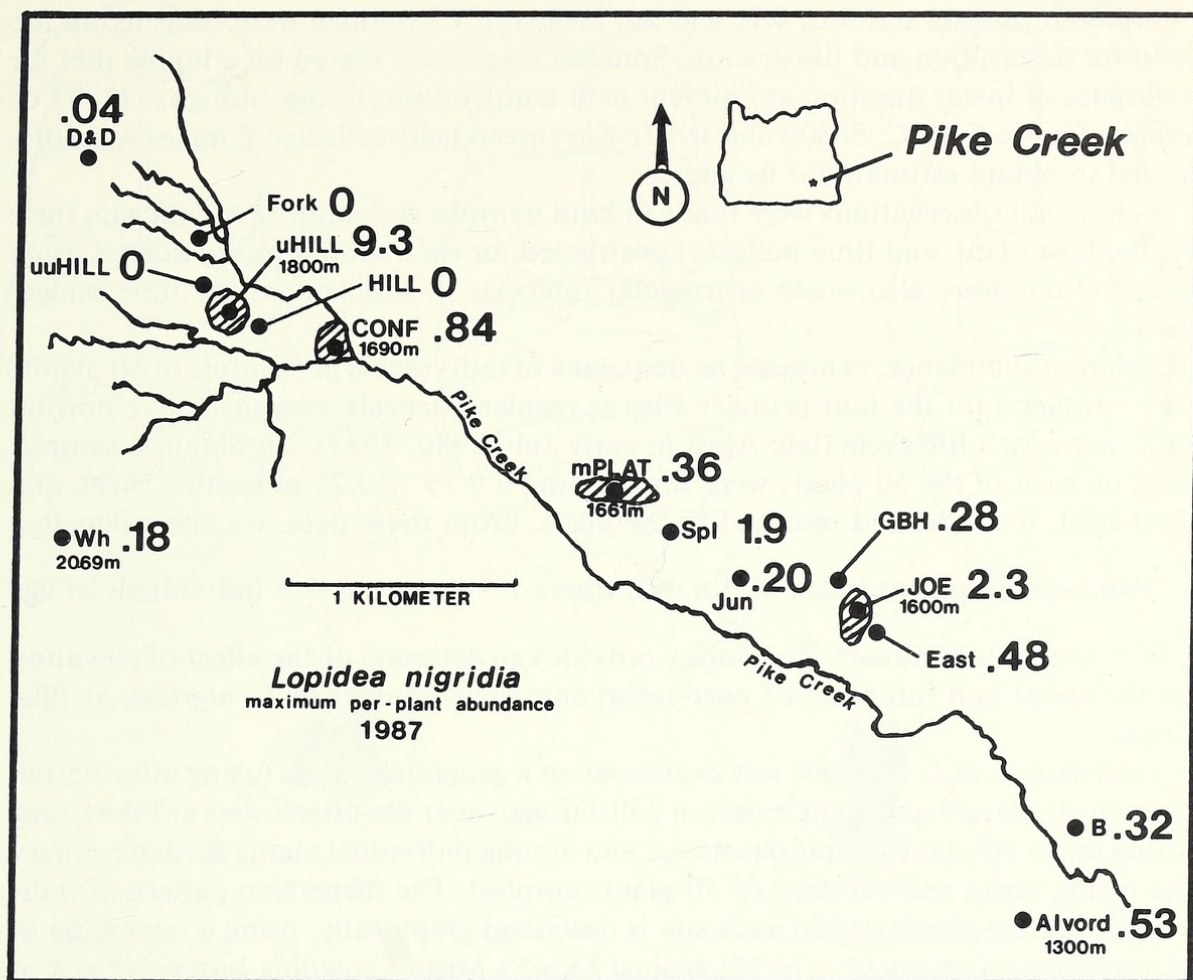 .04
D&D
N
Pike Creek
Fork 0
uHILL 9.3
1800m
uuHILL 0
HILL 0
CONF .84
1690m
Pike Creek
mPLAT .36
1661m
Spl 1.9
GBH .28
Wh .18
2069m
KILOMETER
Jun .20
JOE 2.3
1600m
East .48
Pike Creek
Lopidea nigridia
maximum per-plant abundance
1987
B .32
Alvord .53
1300m